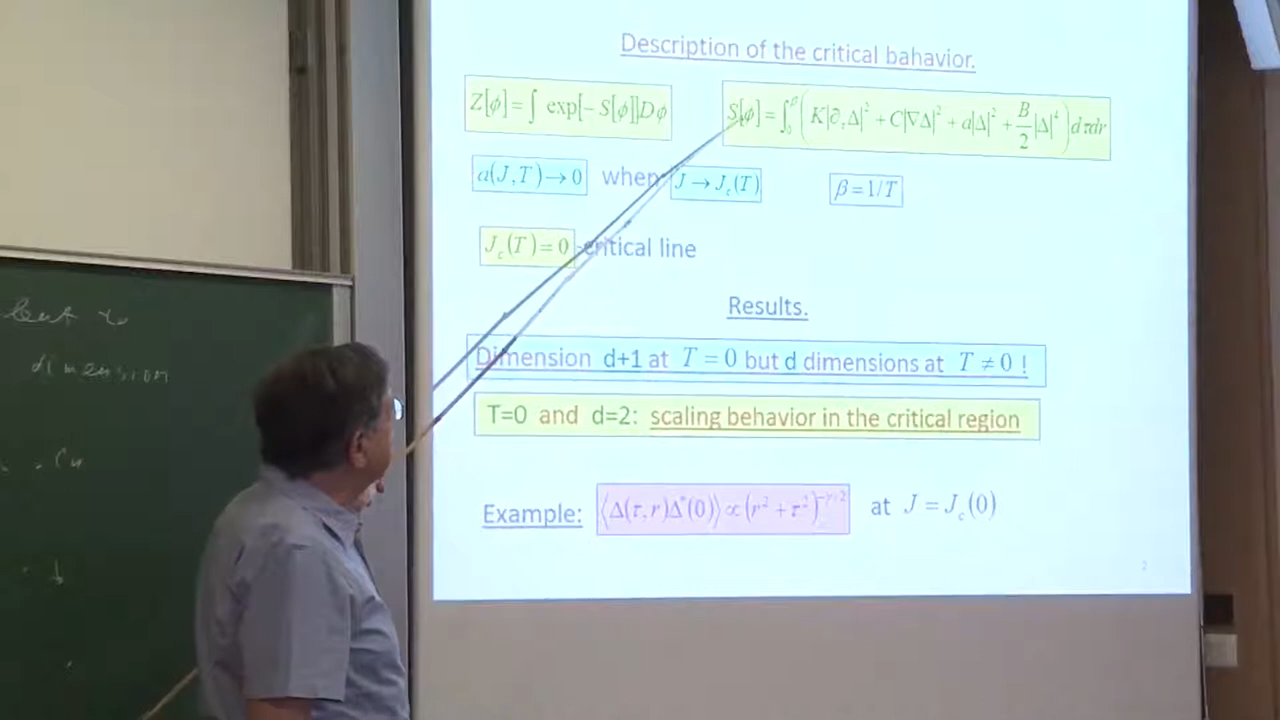 Description of the critical bahavior.
Z[ϕ]=∫ exp[-S[ϕ]]Dϕ
S[ϕ]=∫₀^β (K|∂_τΔ|²+C|∇Δ|²+a|Δ|²+B/2|Δ|⁴)dτdr
a(J,T)→0 when J→J_c(T) β=1/T
J_c(T)=0 -critical line
Results.
Dimension d+1 at T=0 but d dimensions at T≠0 !
T=0 and d=2: scaling behavior in the critical region
Example: ⟨Δ(τ,r)Δ*(0)⟩∝(r²+τ²) at J=J_c(0)
2
dimension